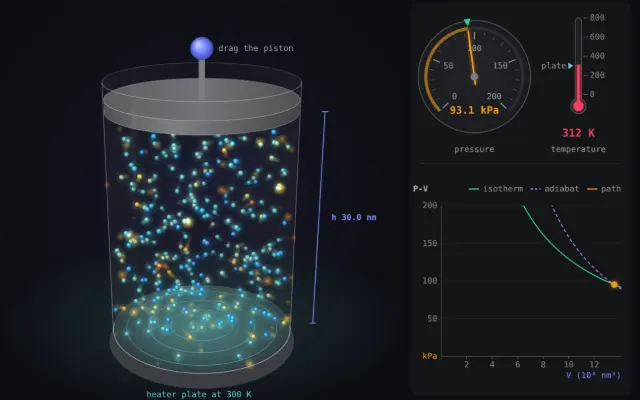 drag the piston
h 30.0 nm
heater plate at 300 K
0
50
100
150
200
93.1 kPa
pressure
800
600
400
200
0
plate
312 K
temperature
P-V
isotherm
adiabat
path
200
150
100
50
kPa
2 4 6 8 10 12